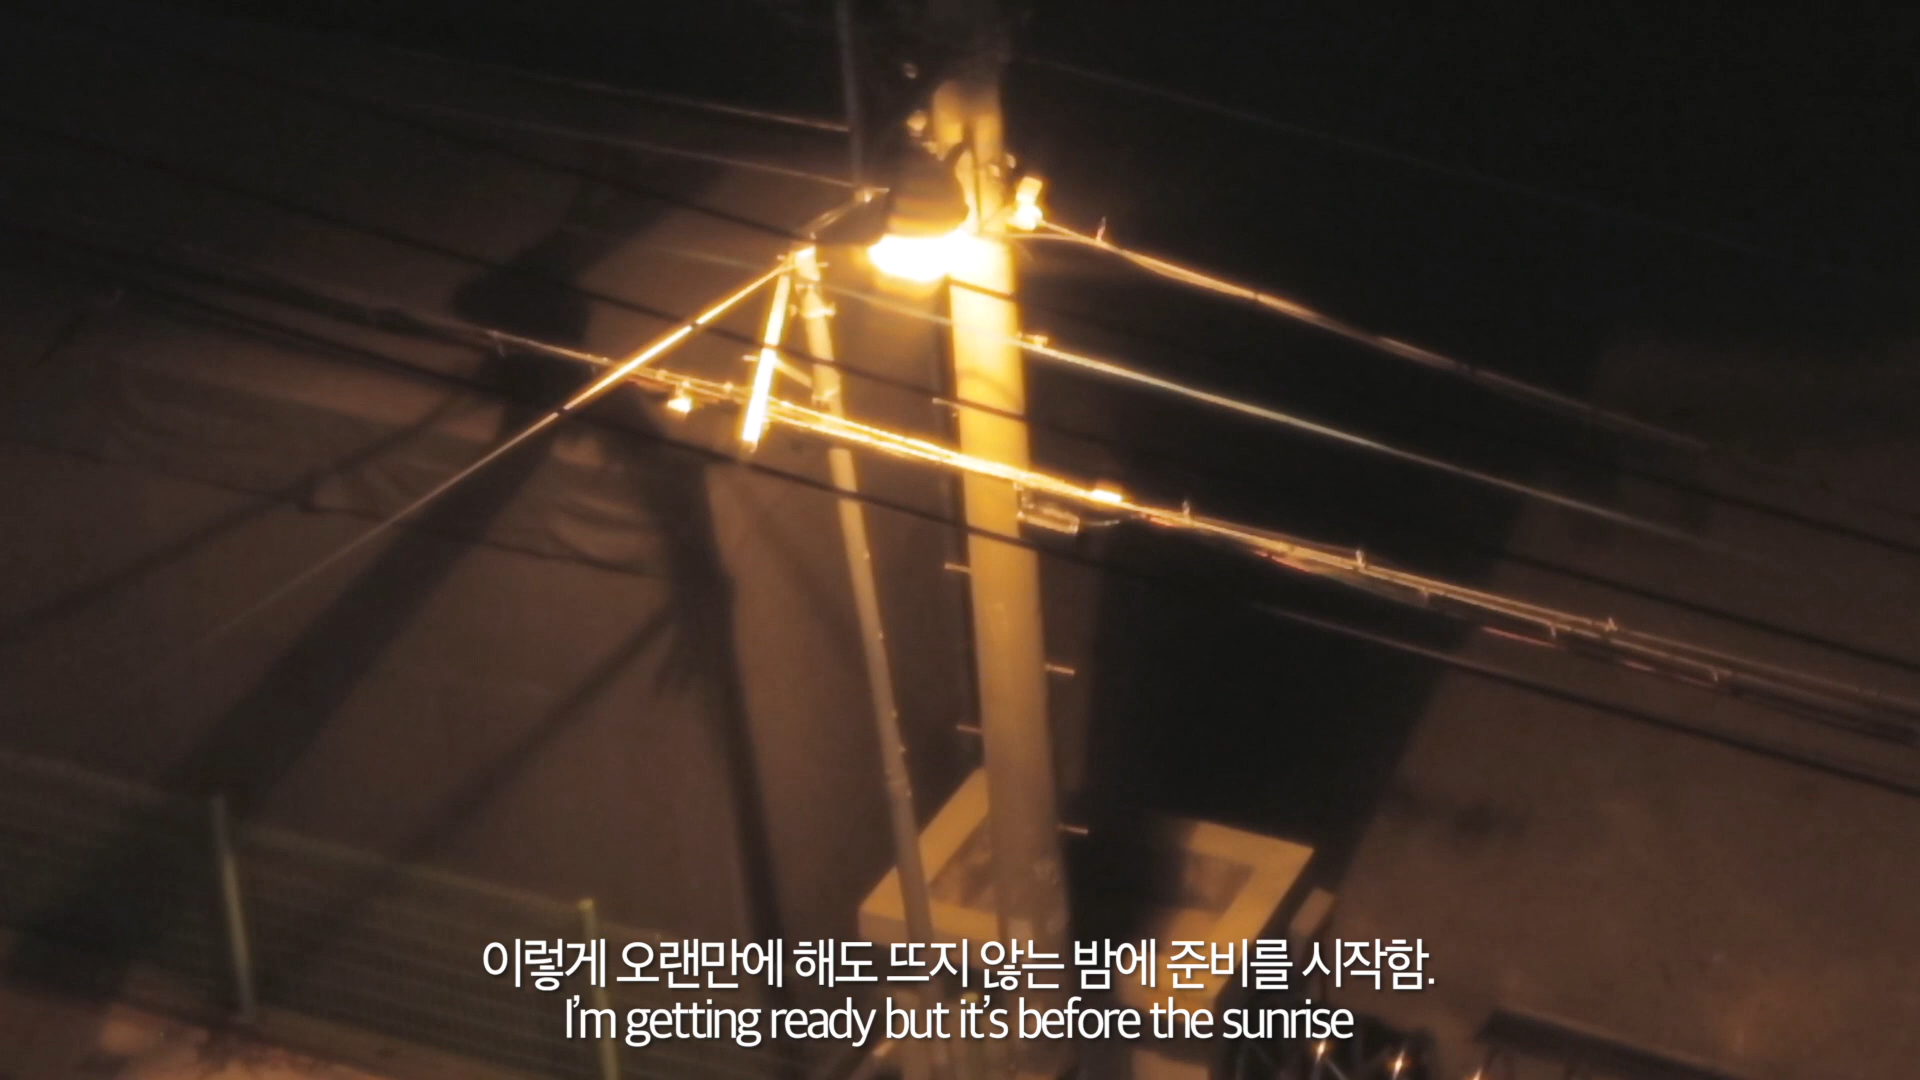 이렇게 오랜만에 해도 뜨지 않는 밤에 준비를 시작함.
I'm getting ready but it's before the sunrise